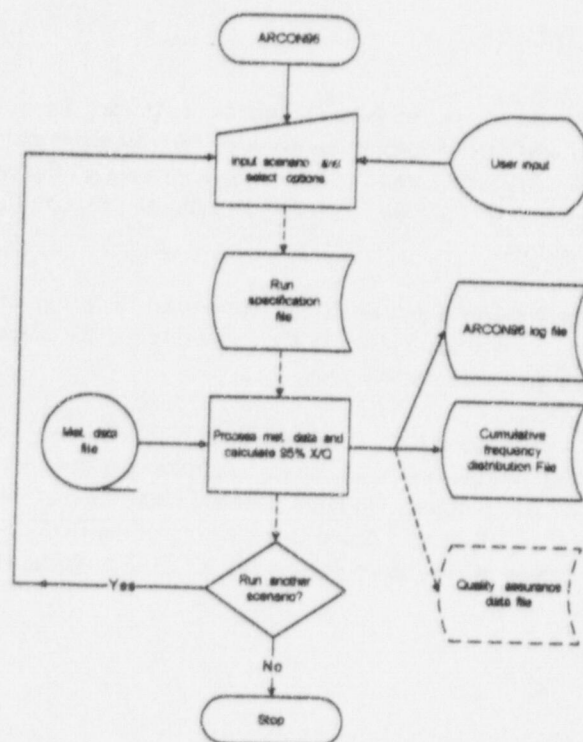 ARCON96
Input scenario and
select options
User input
Run
specification
file
ARCON96 log file
Met. data
file
Process met. data and
calculate 95% X/Q
Cumulative
frequency
distribution File
Run another
scenario?
Yes
Quality assurance
data file
No
Stop